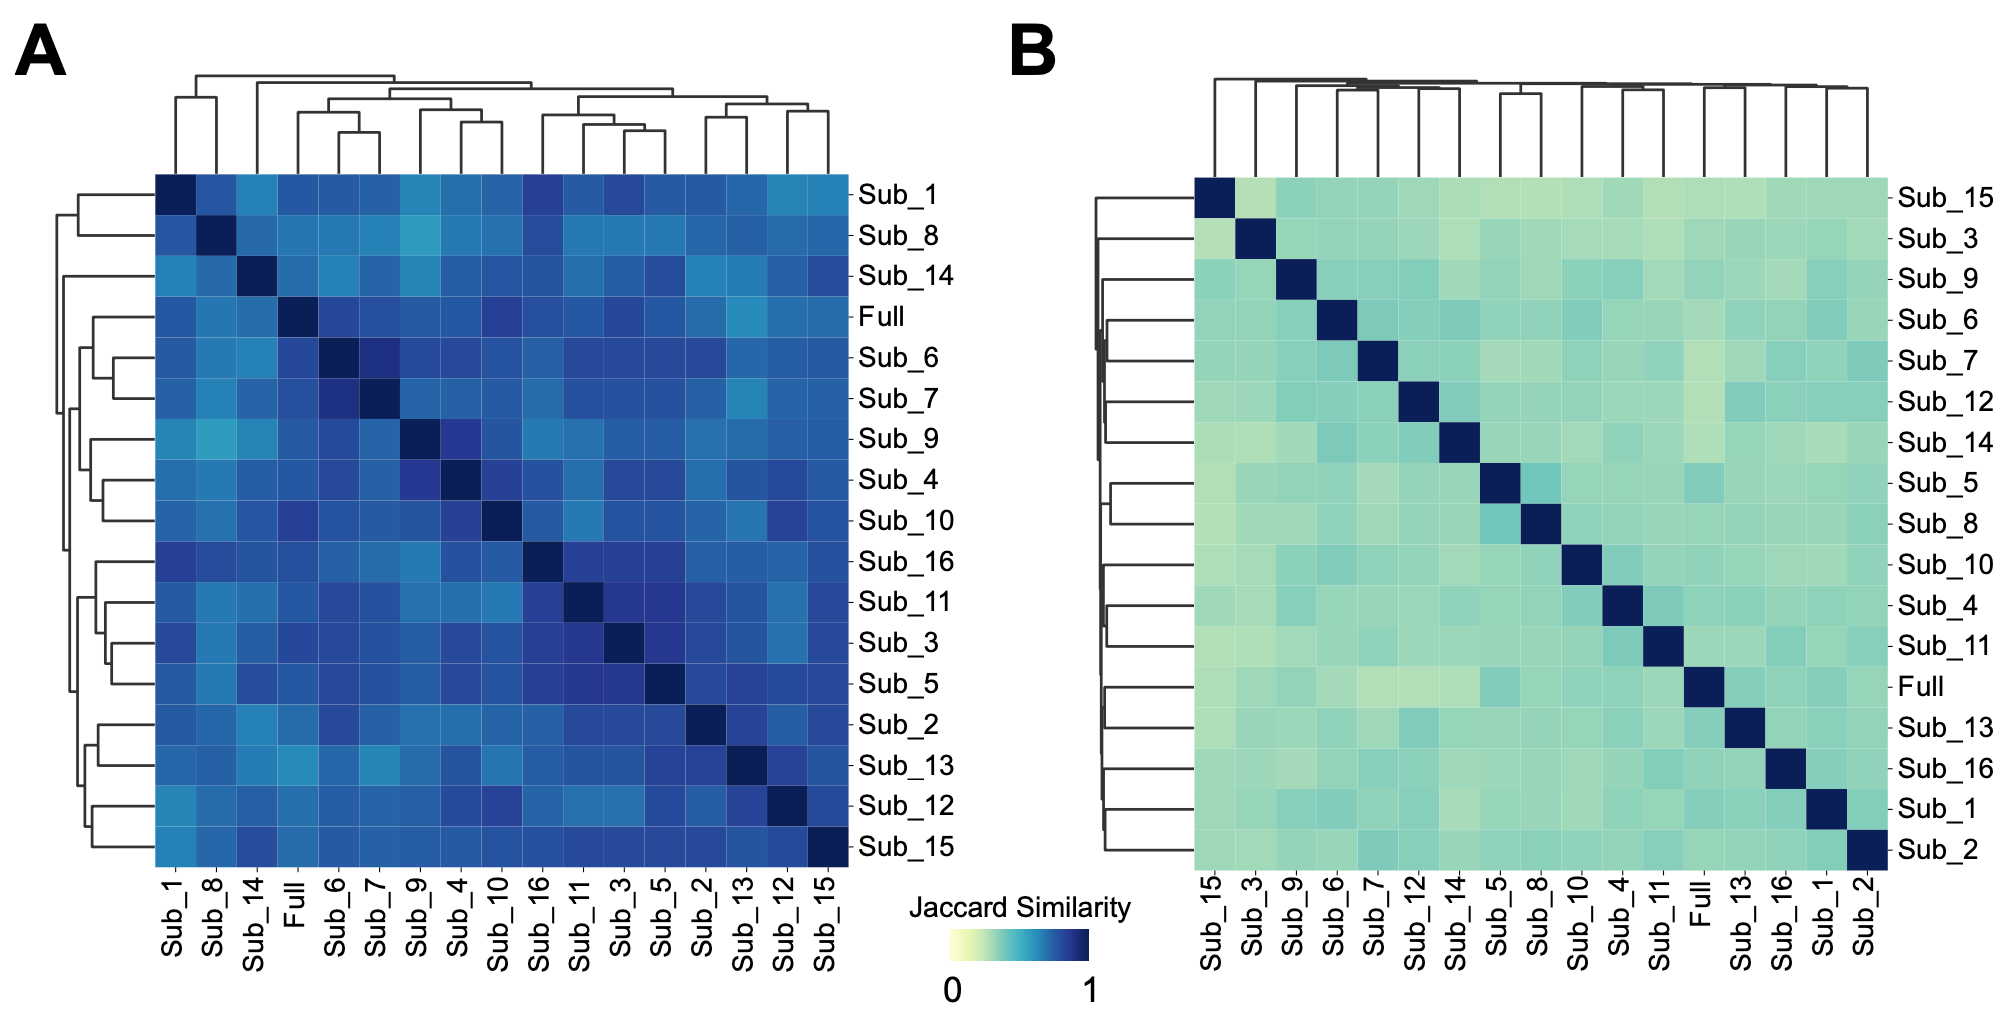 A
B
Sub_1
Sub_8
Sub_14
Full
Sub_6
Sub_7
Sub_9
Sub_4
Sub_10
Sub_16
Sub_11
Sub_3
Sub_5
Sub_2
Sub_13
Sub_12
Sub_15
Sub_1
Sub_8
Sub_14
Full
Sub_6
Sub_7
Sub_9
Sub_4
Sub_10
Sub_16
Sub_11
Sub_3
Sub_5
Sub_2
Sub_13
Sub_12
Sub_15
Jaccard Similarity
0 1
Sub_15
Sub_3
Sub_9
Sub_6
Sub_7
Sub_12
Sub_14
Sub_5
Sub_8
Sub_10
Sub_4
Sub_11
Full
Sub_13
Sub_16
Sub_1
Sub_2
Sub_15
Sub_3
Sub_9
Sub_6
Sub_7
Sub_12
Sub_14
Sub_5
Sub_8
Sub_10
Sub_4
Sub_11
Full
Sub_13
Sub_16
Sub_1
Sub_2